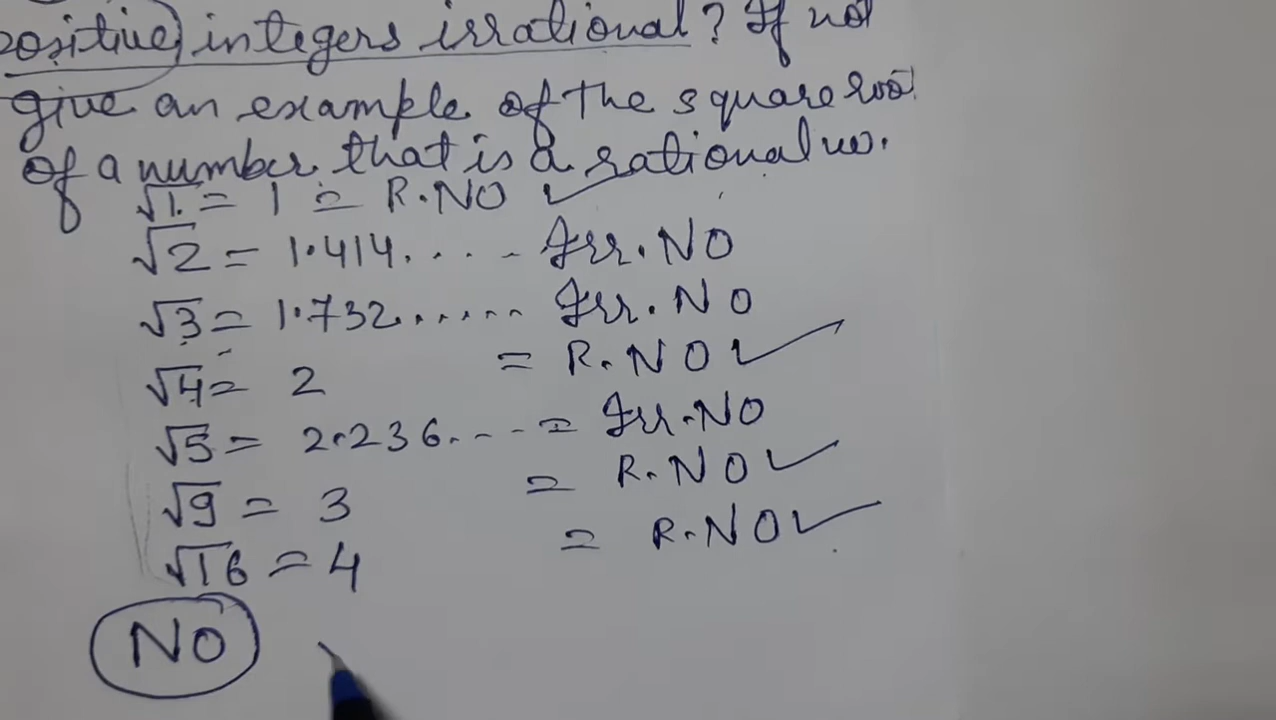 positive) integers irrational? If not
give an example of the square root
of a number that is a rational no.
√1 = 1 = R.NO ✓
√2 = 1.414.... Irr.NO
√3 = 1.732...... Irr.NO
√4 = 2 = R.NO ✓
√5 = 2.236.--- = Irr.NO
√9 = 3 = R.NO ✓
√16 = 4 = R.NO ✓
NO